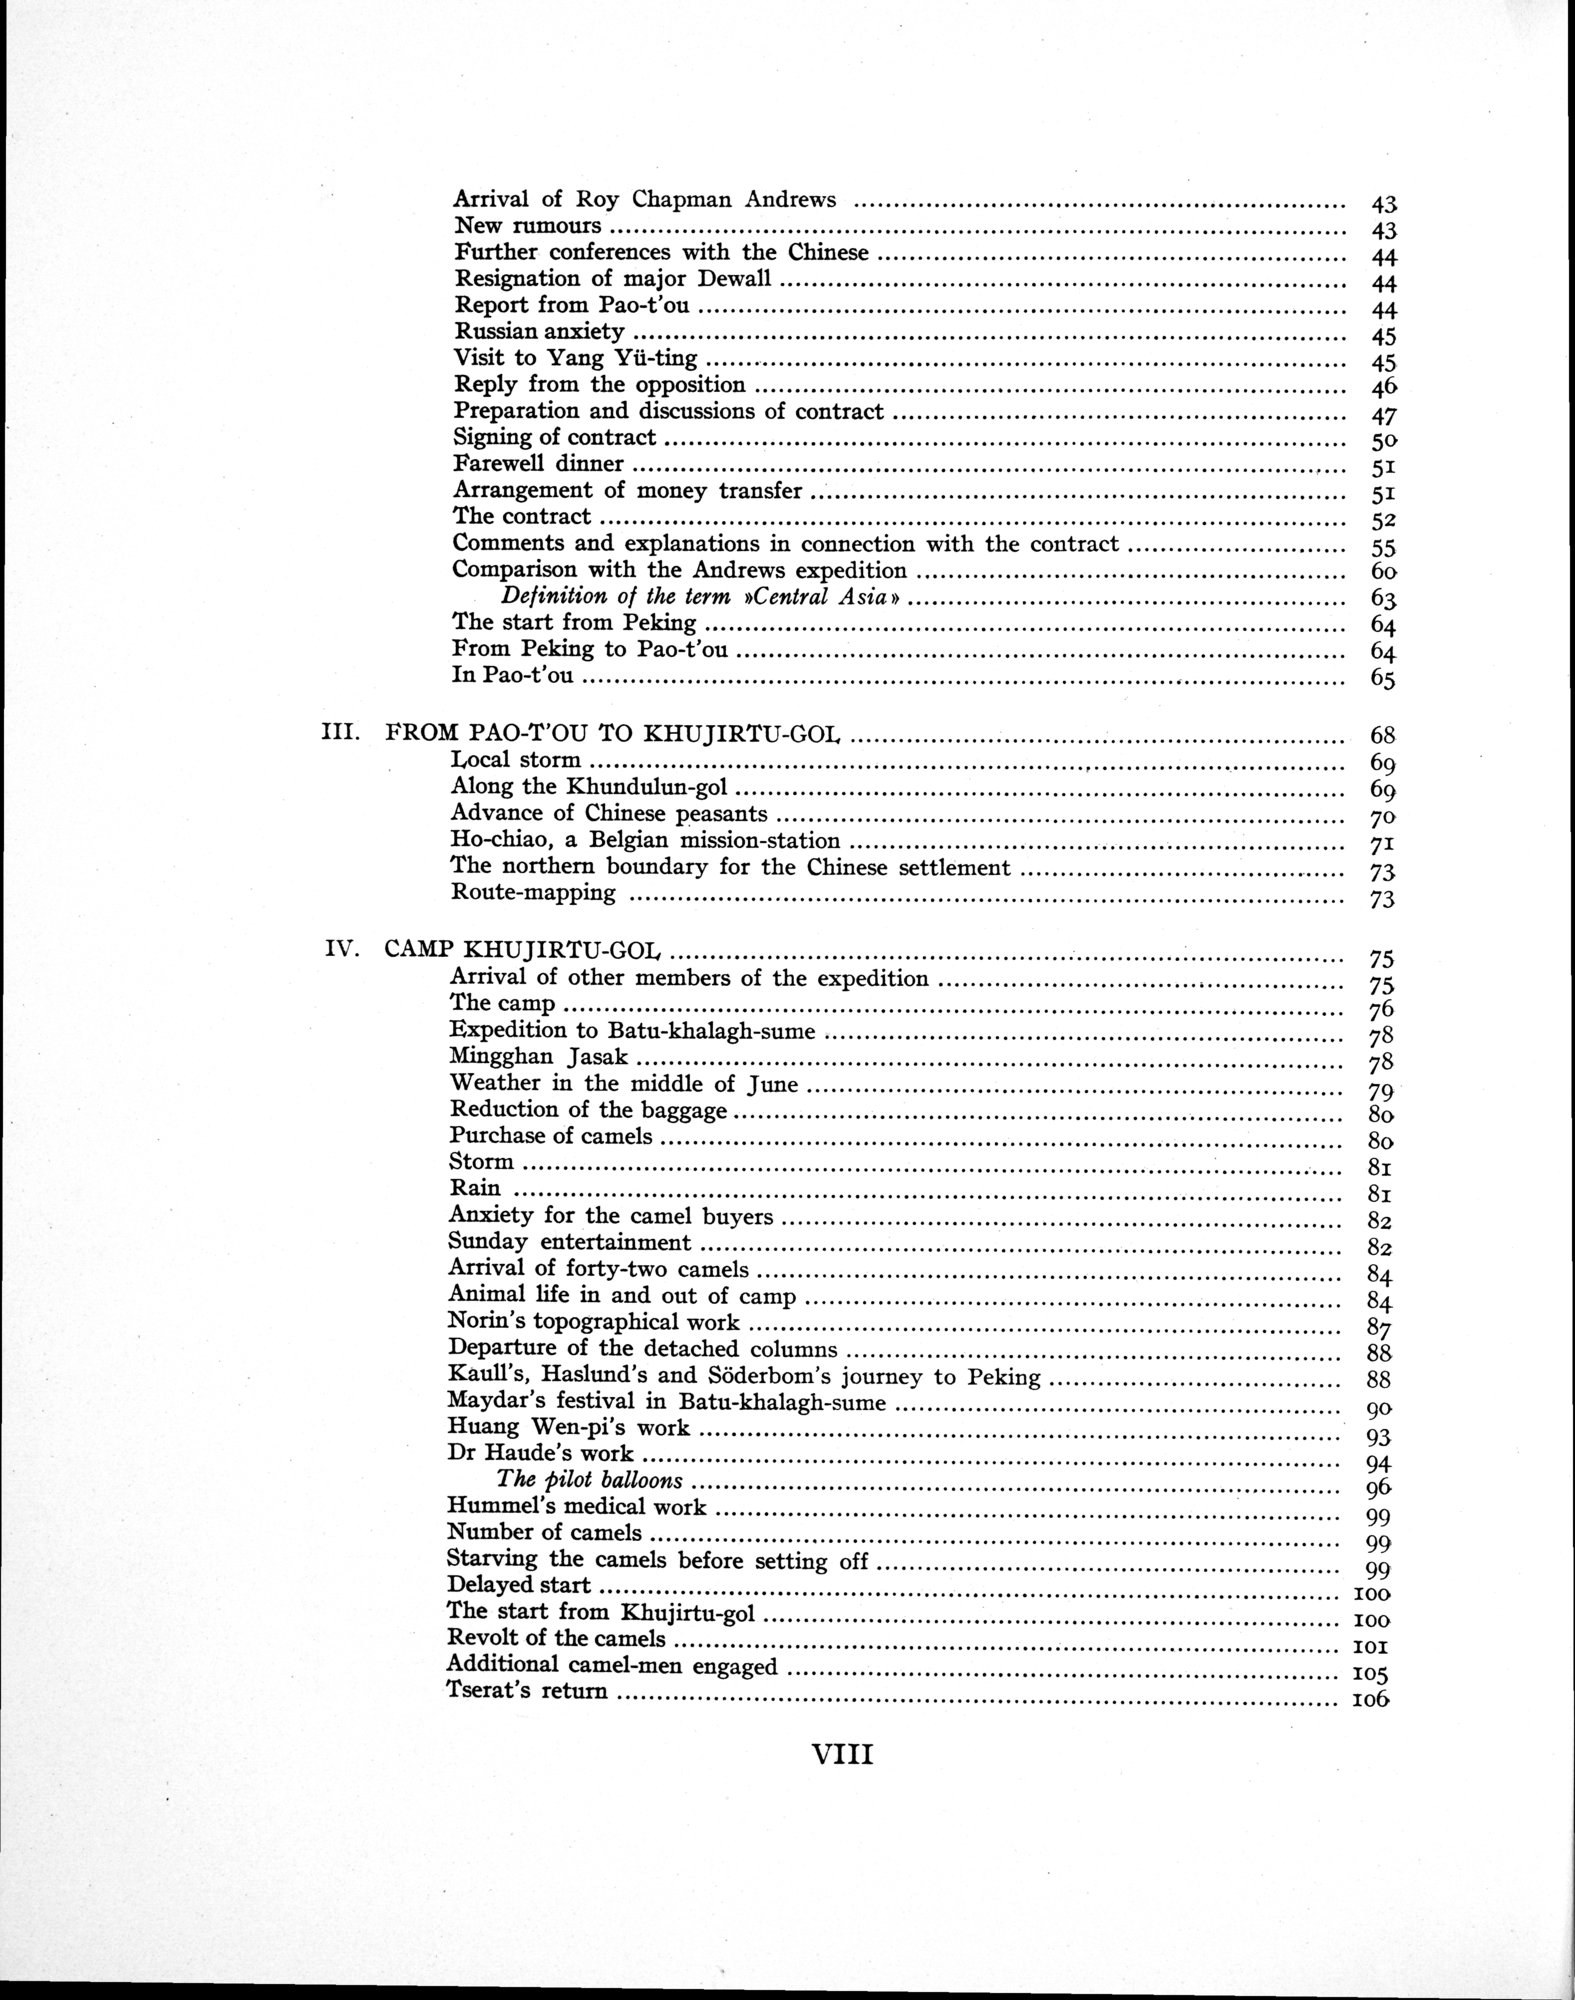 Arrival of Roy Chapman Andrews ........ 43
New rumours ........ 43
Further conferences with the Chinese ........ 44
Resignation of major Dewall ........ 44
Report from Pao-t'ou ........ 44
Russian anxiety ........ 45
Visit to Yang Yü-ting ........ 45
Reply from the opposition ........ 46
Preparation and discussions of contract ........ 47
Signing of contract ........ 50
Farewell dinner ........ 51
Arrangement of money transfer ........ 51
The contract ........ 52
Comments and explanations in connection with the contract ........ 55
Comparison with the Andrews expedition ........ 60
Definition of the term »Central Asia» ........ 63
The start from Peking ........ 64
From Peking to Pao-t'ou ........ 64
In Pao-t'ou ........ 65
III. FROM PAO-T'OU TO KHUJIRTU-GOL ........ 68
Local storm ........ 69
Along the Khundulun-gol ........ 69
Advance of Chinese peasants ........ 70
Ho-chiao, a Belgian mission-station ........ 71
The northern boundary for the Chinese settlement ........ 73
Route-mapping ........ 73
IV. CAMP KHUJIRTU-GOL ........ 75
Arrival of other members of the expedition ........ 75
The camp ........ 76
Expedition to Batu-khalagh-sume ........ 78
Mingghan Jasak ........ 78
Weather in the middle of June ........ 79
Reduction of the baggage ........ 80
Purchase of camels ........ 80
Storm ........ 81
Rain ........ 81
Anxiety for the camel buyers ........ 82
Sunday entertainment ........ 82
Arrival of forty-two camels ........ 84
Animal life in and out of camp ........ 84
Norin's topographical work ........ 87
Departure of the detached columns ........ 88
Kaull's, Haslund's and Söderbom's journey to Peking ........ 88
Maydar's festival in Batu-khalagh-sume ........ 90
Huang Wen-pi's work ........ 93
Dr Haude's work ........ 94
The pilot balloons ........ 96
Hummel's medical work ........ 99
Number of camels ........ 99
Starving the camels before setting off ........ 99
Delayed start ........ 100
The start from Khujirtu-gol ........ 100
Revolt of the camels ........ 101
Additional camel-men engaged ........ 105
Tserat's return ........ 106
VIII